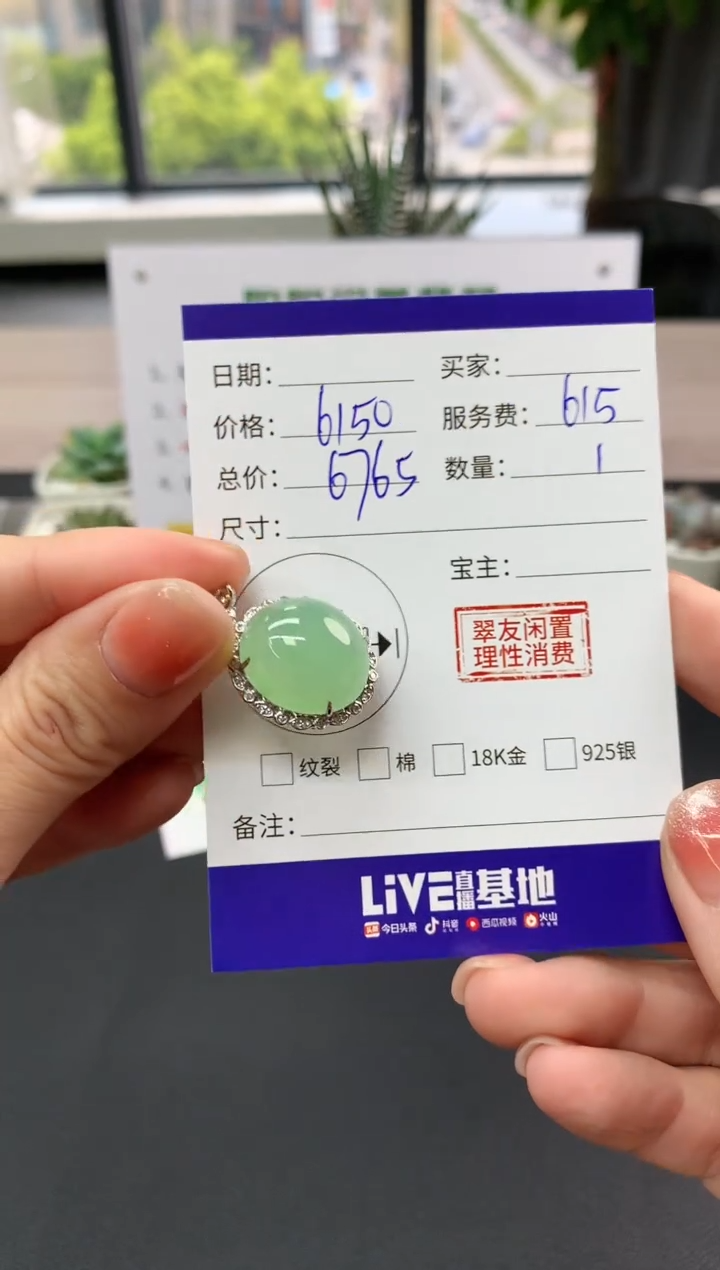 日期：
买家：
价格：6150
服务费：615
总价：6765
数量：1
尺寸：
宝主：
翠友闲置
理性消费
纹裂 棉 18K金 925银
备注：
LiVE直播基地
头条 今日头条 抖音 西瓜视频 火山